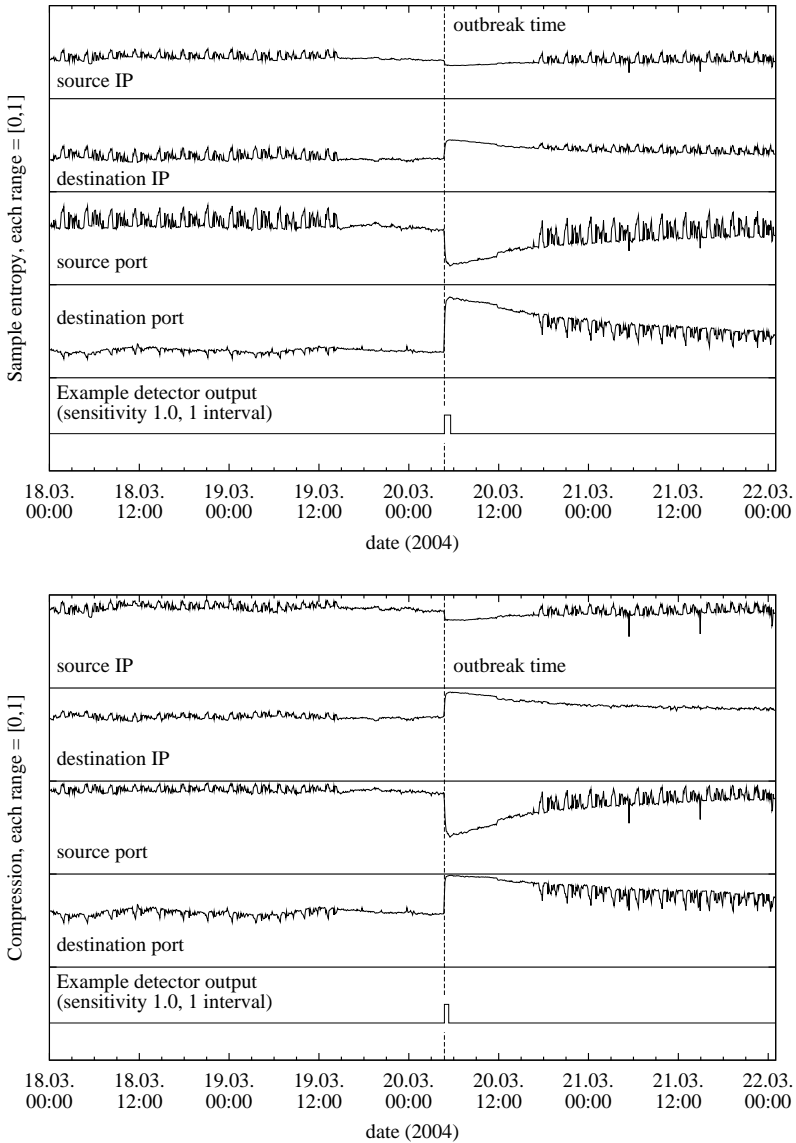 outbreak time
source IP
destination IP
source port
destination port
Example detector output
(sensitivity 1.0, 1 interval)
Sample entropy, each range = [0,1]
18.03. 18.03. 19.03. 19.03. 20.03. 20.03. 21.03. 21.03. 22.03.
00:00 12:00 00:00 12:00 00:00 12:00 00:00 12:00 00:00
date (2004)
source IP
outbreak time
destination IP
source port
destination port
Example detector output
(sensitivity 1.0, 1 interval)
Compression, each range = [0,1]
18.03. 18.03. 19.03. 19.03. 20.03. 20.03. 21.03. 21.03. 22.03.
00:00 12:00 00:00 12:00 00:00 12:00 00:00 12:00 00:00
date (2004)